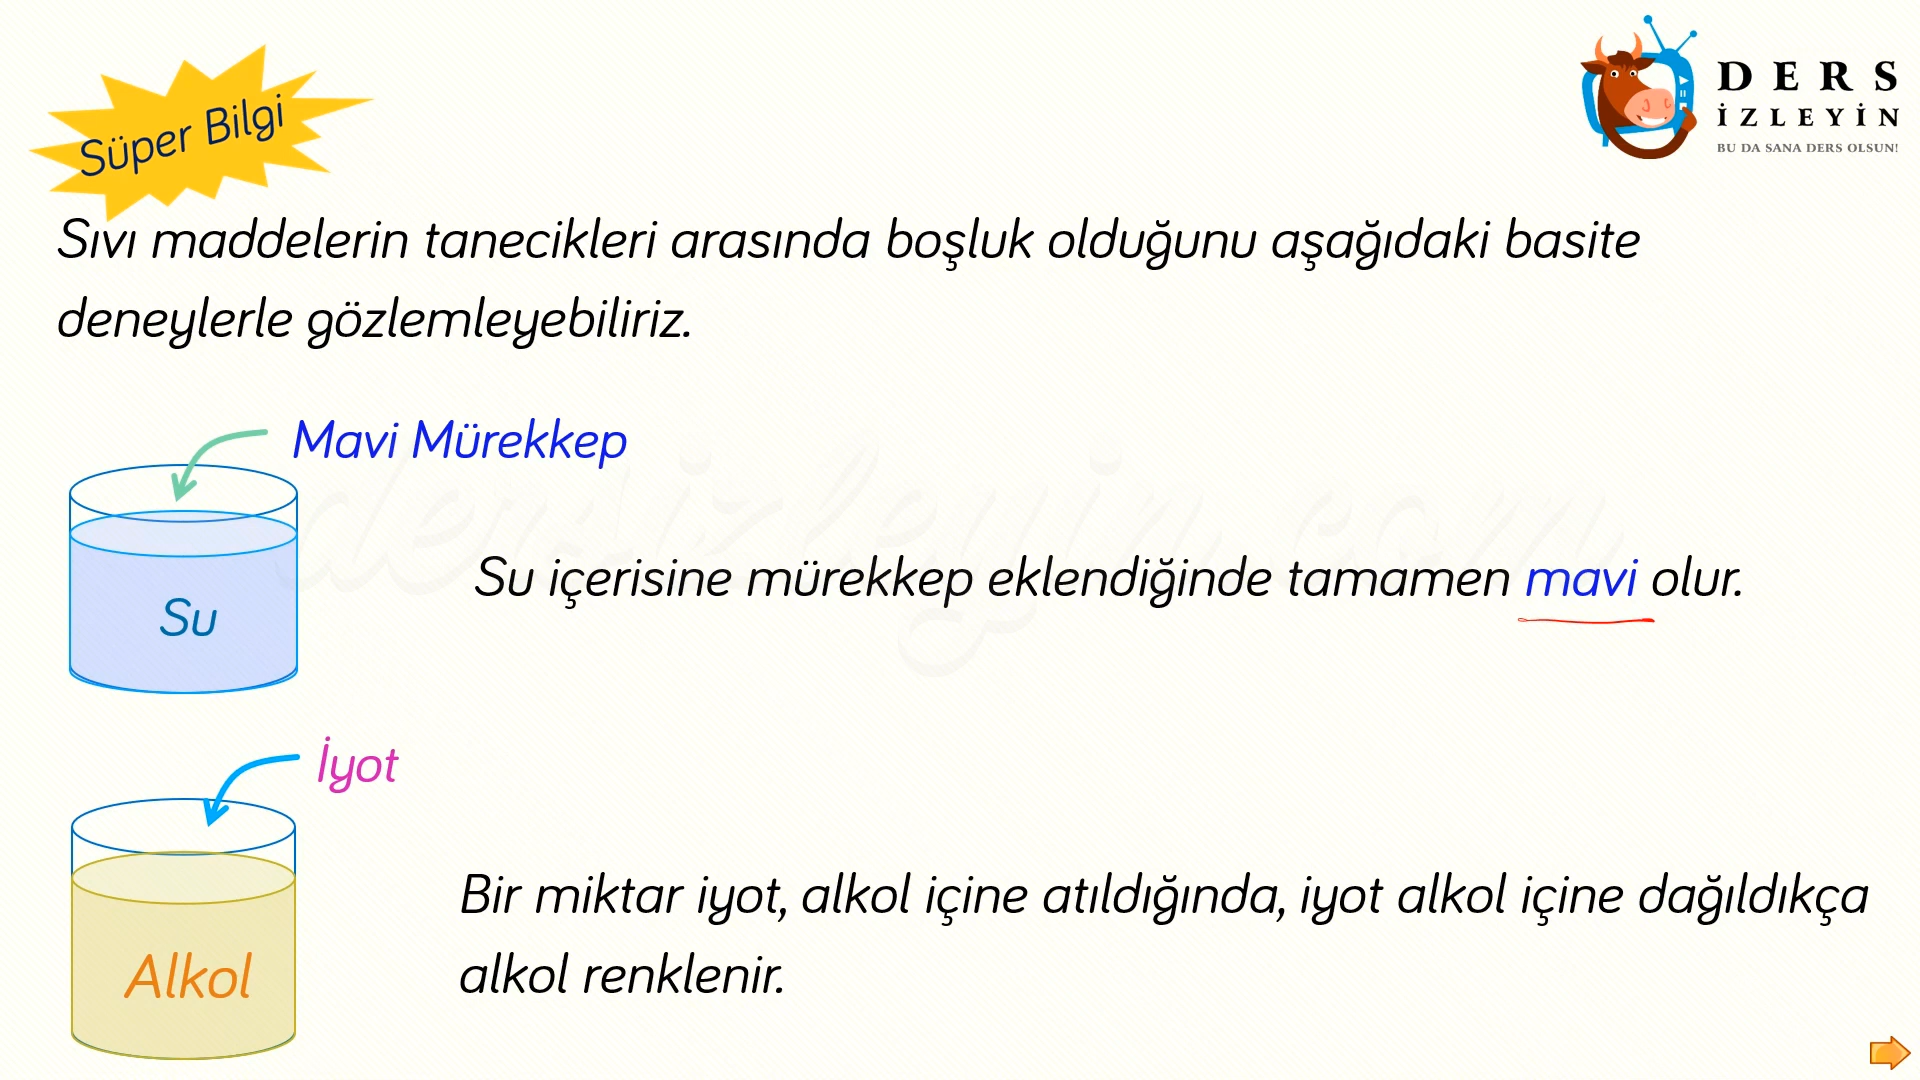 Süper Bilgi
DERS
İZLEYİN
BU DA SANA DERS OLSUN!
Sıvı maddelerin tanecikleri arasında boşluk olduğunu aşağıdaki basite
deneylerle gözlemleyebiliriz.
Mavi Mürekkep
Su
Su içerisine mürekkep eklendiğinde tamamen mavi olur.
dersizleyin.com
İyot
Alkol
Bir miktar iyot, alkol içine atıldığında, iyot alkol içine dağıldıkça
alkol renklenir.